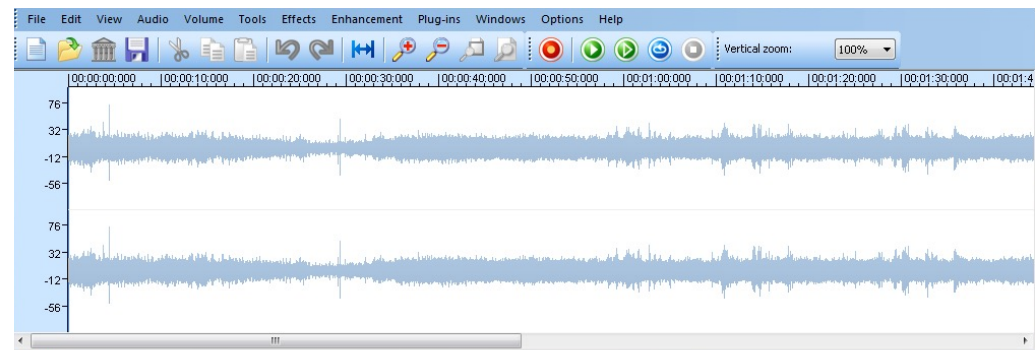 File Edit View Audio Volume Tools Effects Enhancement Plug-ins Windows Options Help
Vertical zoom: 100%
00:00:00:000 00:00:10:000 00:00:20:000 00:00:30:000 00:00:40:000 00:00:50:000 00:01:00:000 00:01:10:000 00:01:20:000 00:01:30:000 00:01:4
76
32
-12
-56
76
32
-12
-56